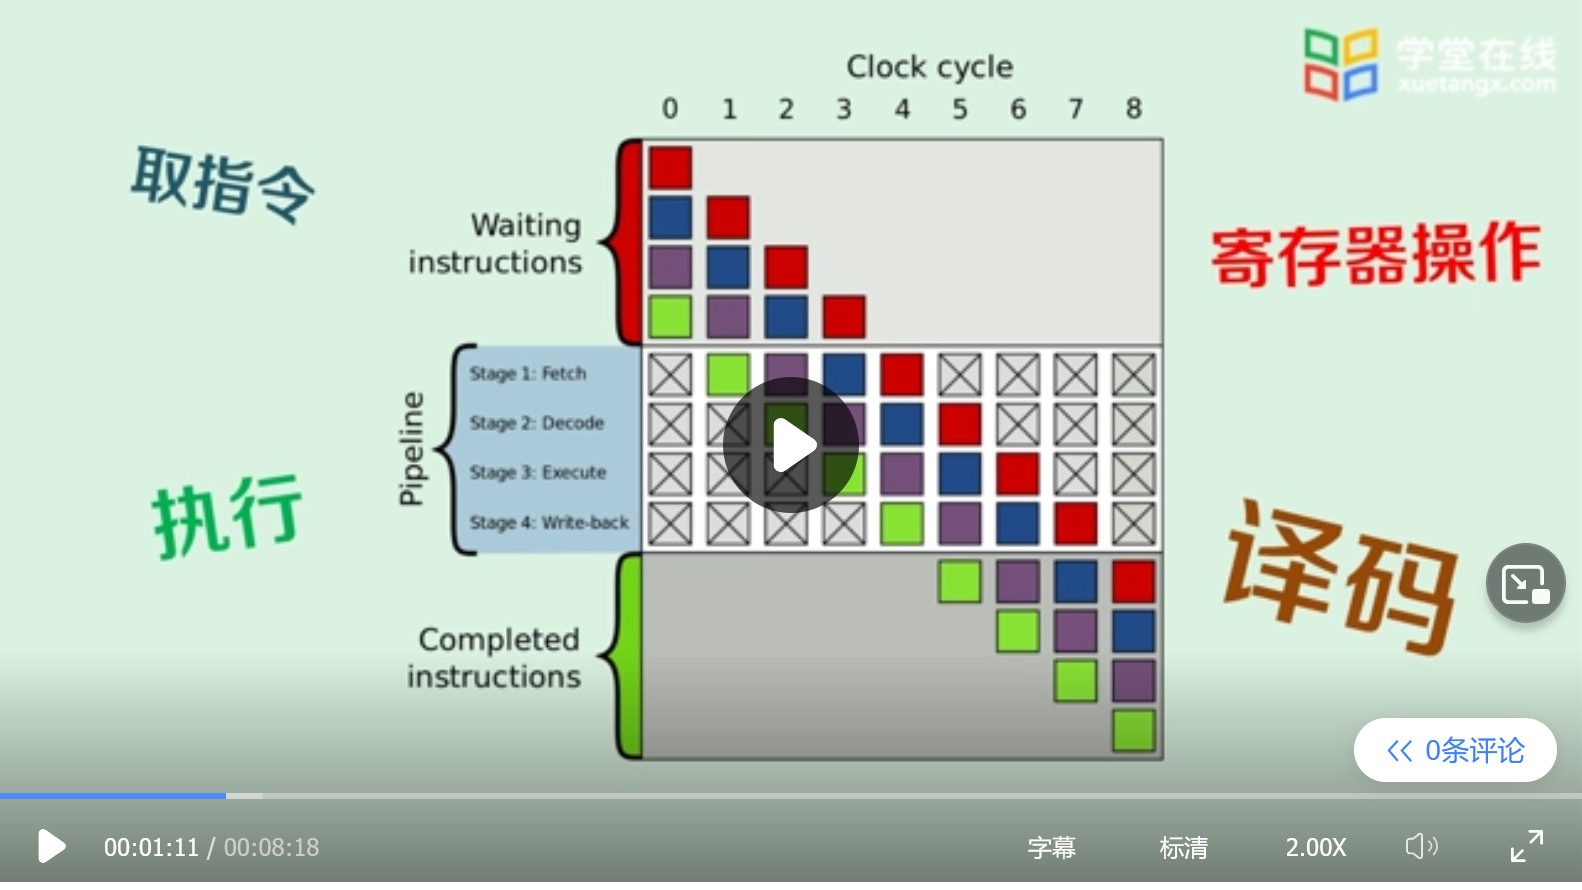 学堂在线
xuetangx.com
Clock cycle
0 1 2 3 4 5 6 7 8
取指令
Waiting
instructions
寄存器操作
Pipeline
Stage 1: Fetch
Stage 2: Decode
Stage 3: Execute
Stage 4: Write-back
执行
译码
Completed
instructions
0条评论
00:01:11 / 00:08:18
字幕
标清
2.00X